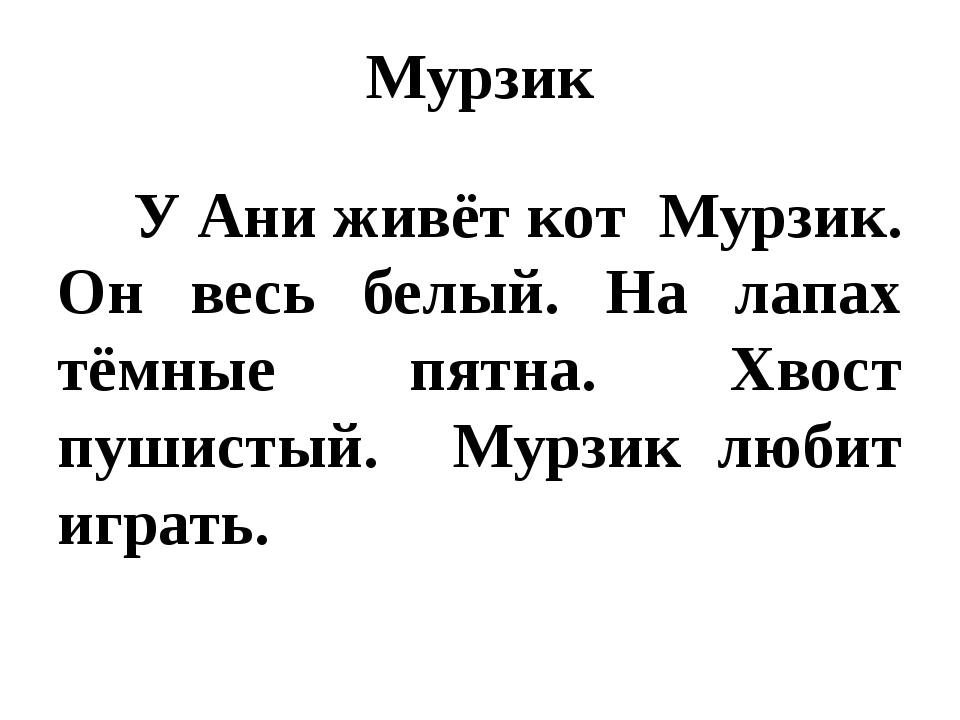 Мурзик
У Ани живёт кот Мурзик.
Он весь белый. На лапах
тёмные пятна. Хвост
пушистый. Мурзик любит
играть.